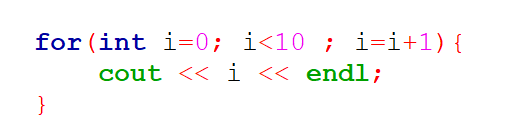 for(int i=0; i<10 ; i=i+1){
cout << i << endl;
}